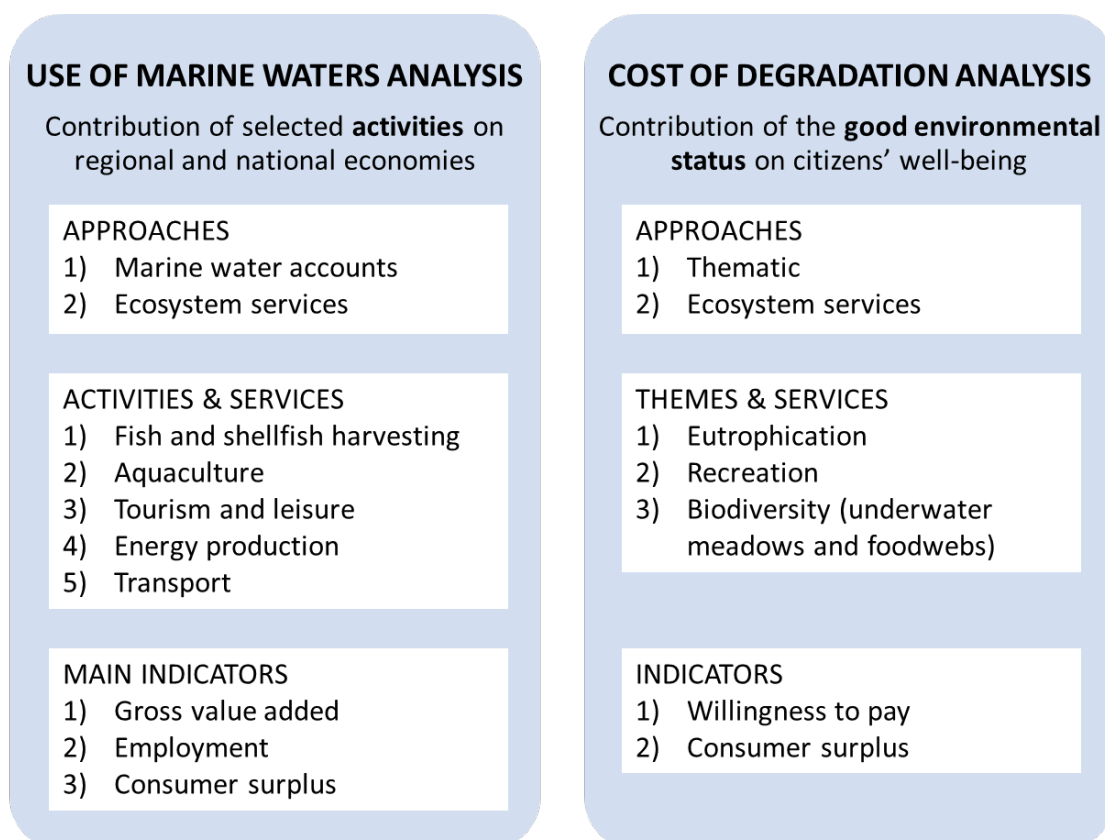 USE OF MARINE WATERS ANALYSIS
Contribution of selected activities on
regional and national economies
APPROACHES
1) Marine water accounts
2) Ecosystem services
ACTIVITIES & SERVICES
1) Fish and shellfish harvesting
2) Aquaculture
3) Tourism and leisure
4) Energy production
5) Transport
MAIN INDICATORS
1) Gross value added
2) Employment
3) Consumer surplus
COST OF DEGRADATION ANALYSIS
Contribution of the good environmental
status on citizens’ well-being
APPROACHES
1) Thematic
2) Ecosystem services
THEMES & SERVICES
1) Eutrophication
2) Recreation
3) Biodiversity (underwater
meadows and foodwebs)
INDICATORS
1) Willingness to pay
2) Consumer surplus